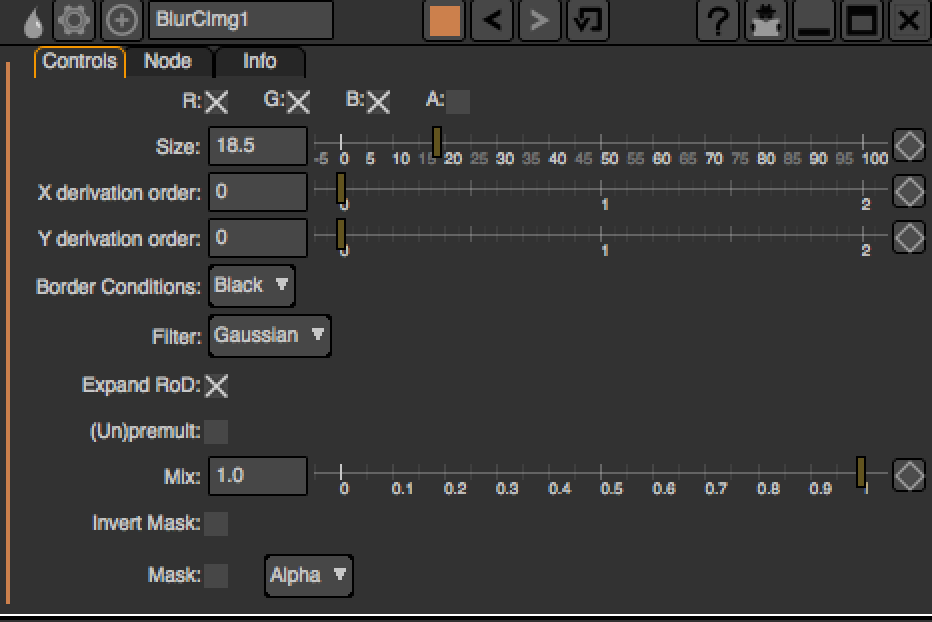 BlurCImg1
Controls Node Info
R: G: B: A:
Size: 18.5
-5 0 5 10 15 20 25 30 35 40 45 50 55 60 65 70 75 80 85 90 95 100
X derivation order: 0
0 1 2
Y derivation order: 0
0 1 2
Border Conditions: Black
Filter: Gaussian
Expand RoD:
(Un)premult:
Mix: 1.0
0 0.1 0.2 0.3 0.4 0.5 0.6 0.7 0.8 0.9 1
Invert Mask:
Mask: Alpha